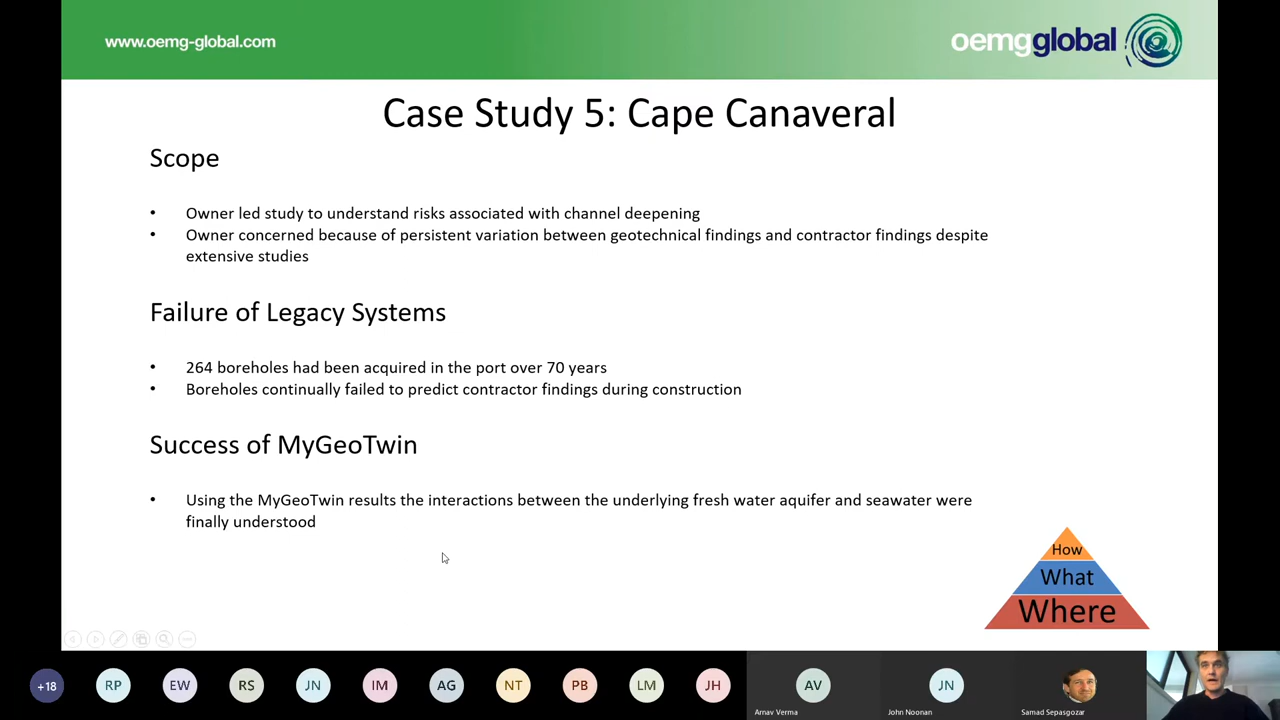 www.oemg-global.com
oemgglobal
Case Study 5: Cape Canaveral
Scope
• Owner led study to understand risks associated with channel deepening
• Owner concerned because of persistent variation between geotechnical findings and contractor findings despite
extensive studies
Failure of Legacy Systems
• 264 boreholes had been acquired in the port over 70 years
• Boreholes continually failed to predict contractor findings during construction
Success of MyGeoTwin
• Using the MyGeoTwin results the interactions between the underlying fresh water aquifer and seawater were
finally understood
How
What
Where
+18 RP EW RS JN IM AG NT PB LM JH AV JN
Arnav Verma John Noonan Samad Sepasgozar